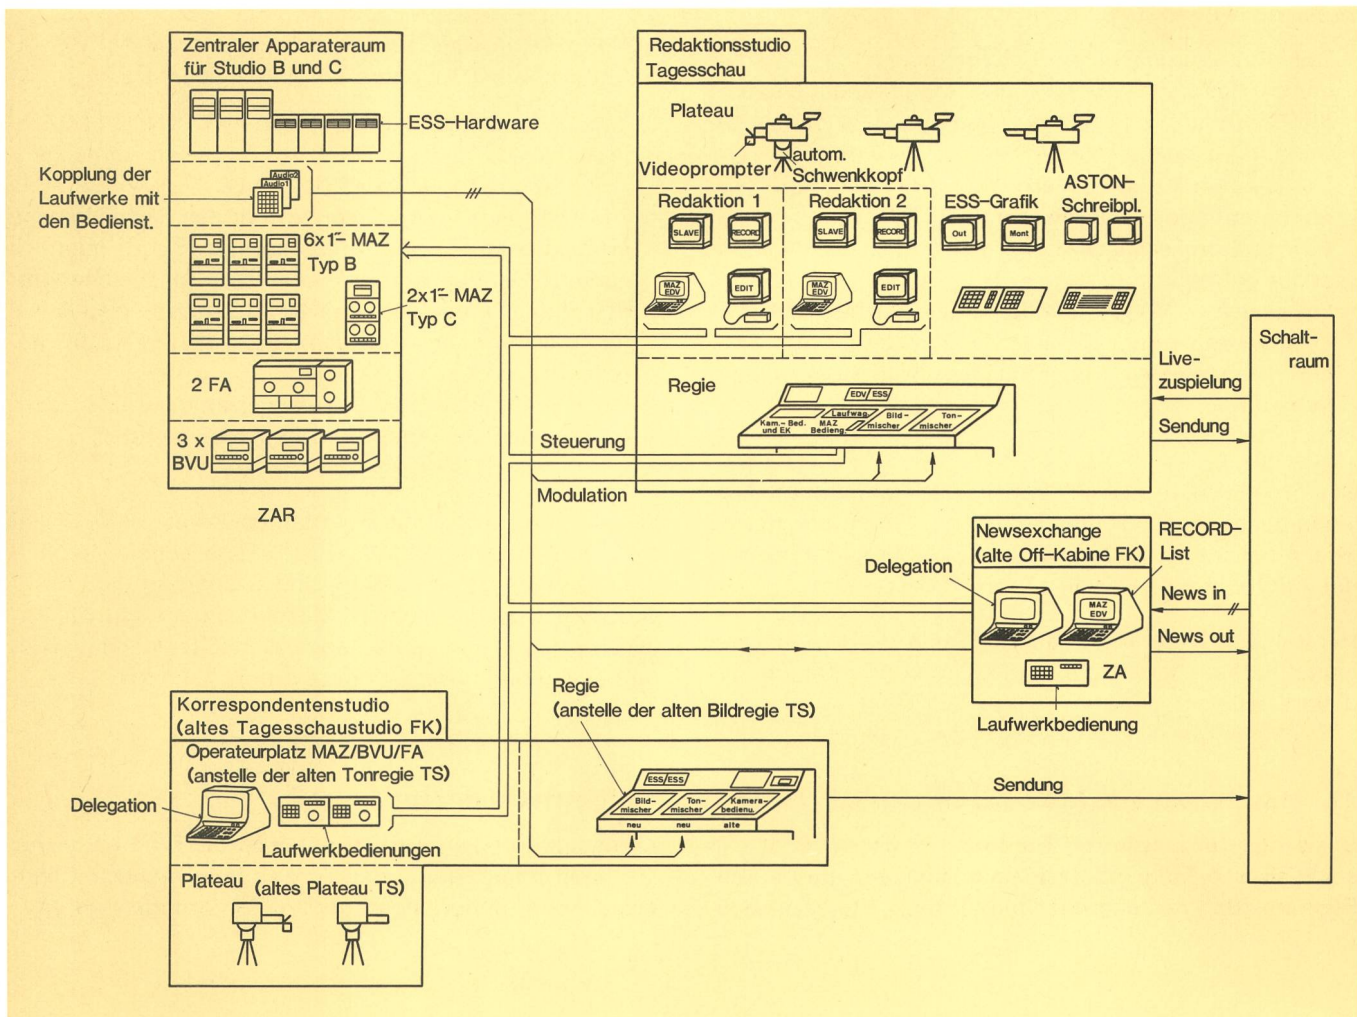 Zentraler Apparateraum
für Studio B und C
ESS-Hardware
Kopplung der
Laufwerke mit
den Bedienst.
Audio2
Audio1
6x1"- MAZ
Typ B
2x1"- MAZ
Typ C
2 FA
3 x
BVU
ZAR
Redaktionsstudio
Tagesschau
Plateau
Videoprompter
autom.
Schwenkkopf
Redaktion 1
SLAVE
RECORD
MAZ
EDV
EDIT
Redaktion 2
SLAVE
RECORD
MAZ
EDV
EDIT
ESS-Grafik
Out
Mont
ASTON-
Schreibpl.
Regie
EDV/ESS
Kam.- Bed.
und EK
Laufwag.
MAZ
Bedieng.
Bild-
mischer
Ton-
mischer
Steuerung
Modulation
Live-
zuspielung
Sendung
Schalt-
raum
Newsexchange
(alte Off-Kabine FK)
RECORD-
List
Delegation
MAZ
EDV
News in
News out
ZA
Laufwerkbedienung
Korrespondentenstudio
(altes Tagesschaustudio FK)
Operateurplatz MAZ/BVU/FA
(anstelle der alten Tonregie TS)
Delegation
Laufwerkbedienungen
Regie
(anstelle der alten Bildregie TS)
ESS/ESS
Bild-
mischer
Ton-
mischer
Kamera-
bedienu.
neu
neu
alte
Sendung
Plateau (altes Plateau TS)